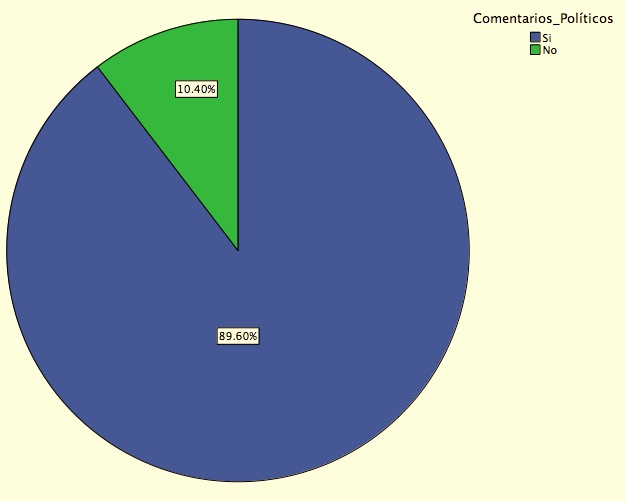 Comentarios_Políticos
Si
No
10.40%
89.60%